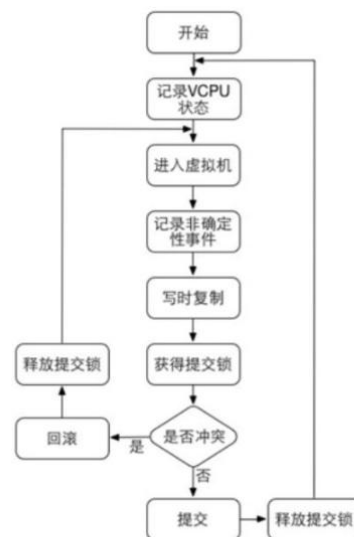 开始
记录VCPU
状态
进入虚拟机
记录非确定
性事件
写时复制
释放提交锁
获得提交锁
是否冲突
回滚
是
否
提交
释放提交锁